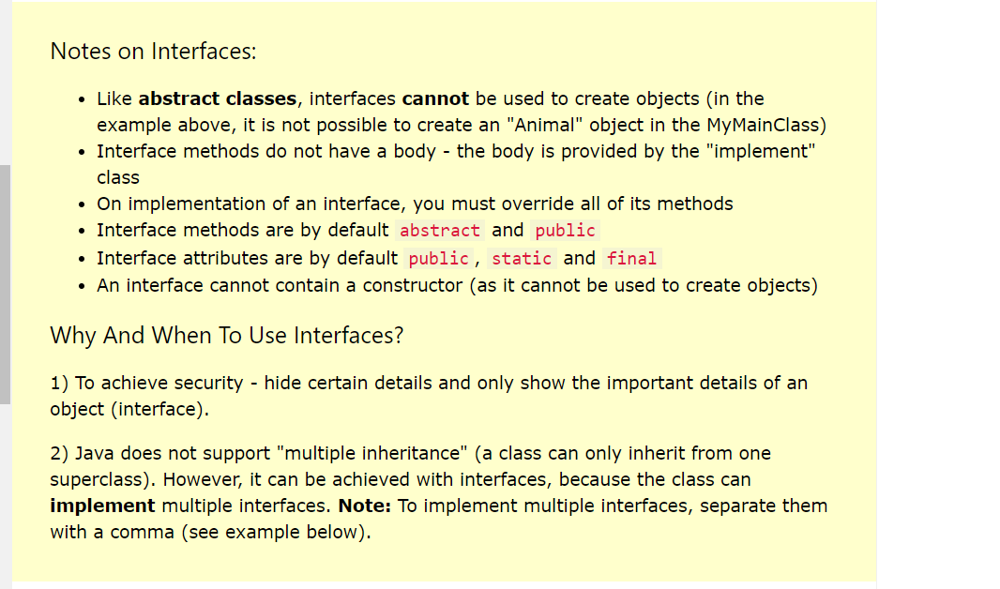 Notes on Interfaces:
• Like abstract classes, interfaces cannot be used to create objects (in the
example above, it is not possible to create an "Animal" object in the MyMainClass)
• Interface methods do not have a body - the body is provided by the "implement"
class
• On implementation of an interface, you must override all of its methods
• Interface methods are by default abstract and public
• Interface attributes are by default public, static and final
• An interface cannot contain a constructor (as it cannot be used to create objects)
Why And When To Use Interfaces?
1) To achieve security - hide certain details and only show the important details of an
object (interface).
2) Java does not support "multiple inheritance" (a class can only inherit from one
superclass). However, it can be achieved with interfaces, because the class can
implement multiple interfaces. Note: To implement multiple interfaces, separate them
with a comma (see example below).